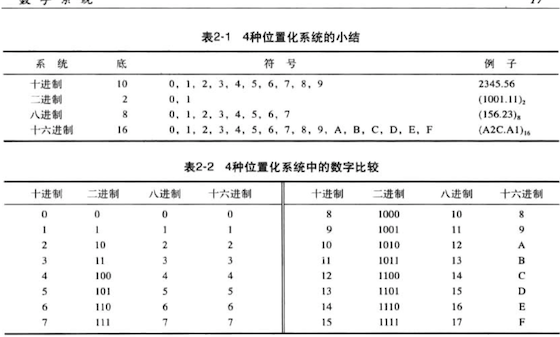 数 字 系 统 17
表2-1 4种位置化系统的小结
系 统 底 符 号 例 子
十进制 10 0, 1, 2, 3, 4, 5, 6, 7, 8, 9 2345.56
二进制 2 0, 1 (1001.11)₂
八进制 8 0, 1, 2, 3, 4, 5, 6, 7 (156.23)₈
十六进制 16 0, 1, 2, 3, 4, 5, 6, 7, 8, 9, A, B, C, D, E, F (A2C.A1)₁₆
表2-2 4种位置化系统中的数字比较
十进制 二进制 八进制 十六进制 十进制 二进制 八进制 十六进制
0 0 0 0 8 1000 10 8
1 1 1 1 9 1001 11 9
2 10 2 2 10 1010 12 A
3 11 3 3 11 1011 13 B
4 100 4 4 12 1100 14 C
5 101 5 5 13 1101 15 D
6 110 6 6 14 1110 16 E
7 111 7 7 15 1111 17 F